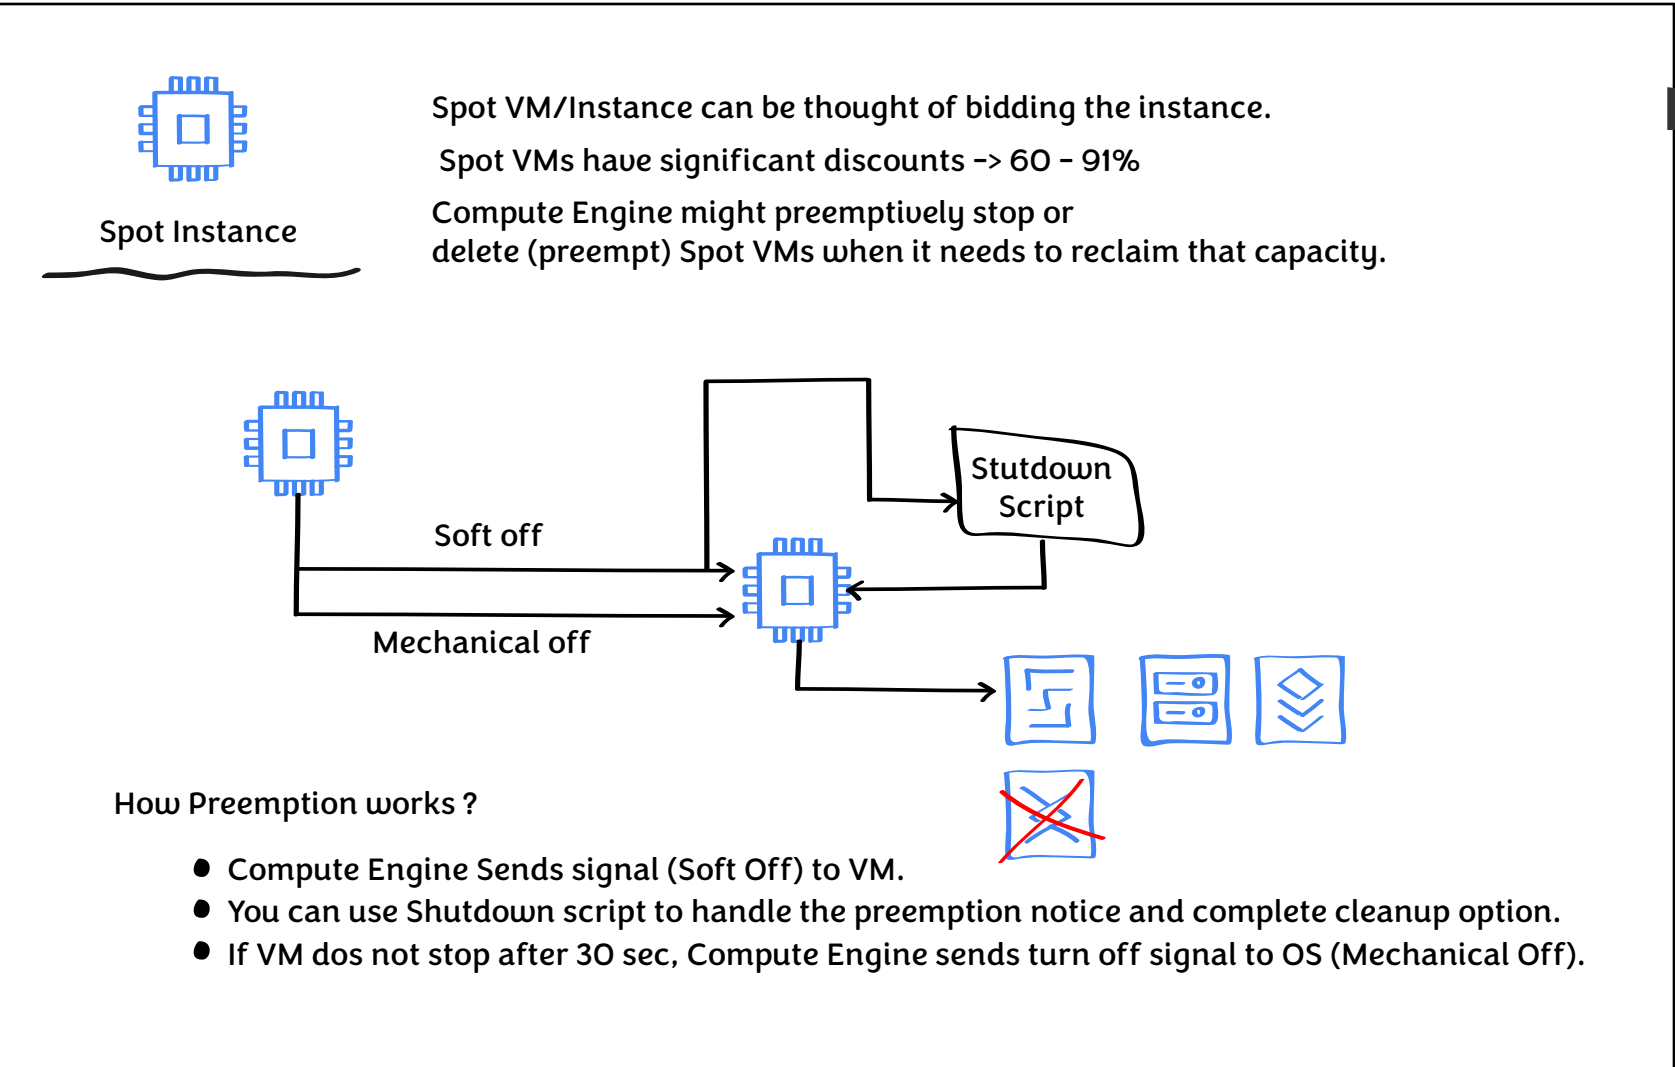 Spot VM/Instance can be thought of bidding the instance.
Spot VMs have significant discounts -> 60 - 91%
Compute Engine might preemptively stop or
delete (preempt) Spot VMs when it needs to reclaim that capacity.
Spot Instance
Stutdown
Script
Soft off
Mechanical off
How Preemption works ?
● Compute Engine Sends signal (Soft Off) to VM.
● You can use Shutdown script to handle the preemption notice and complete cleanup option.
● If VM dos not stop after 30 sec, Compute Engine sends turn off signal to OS (Mechanical Off).